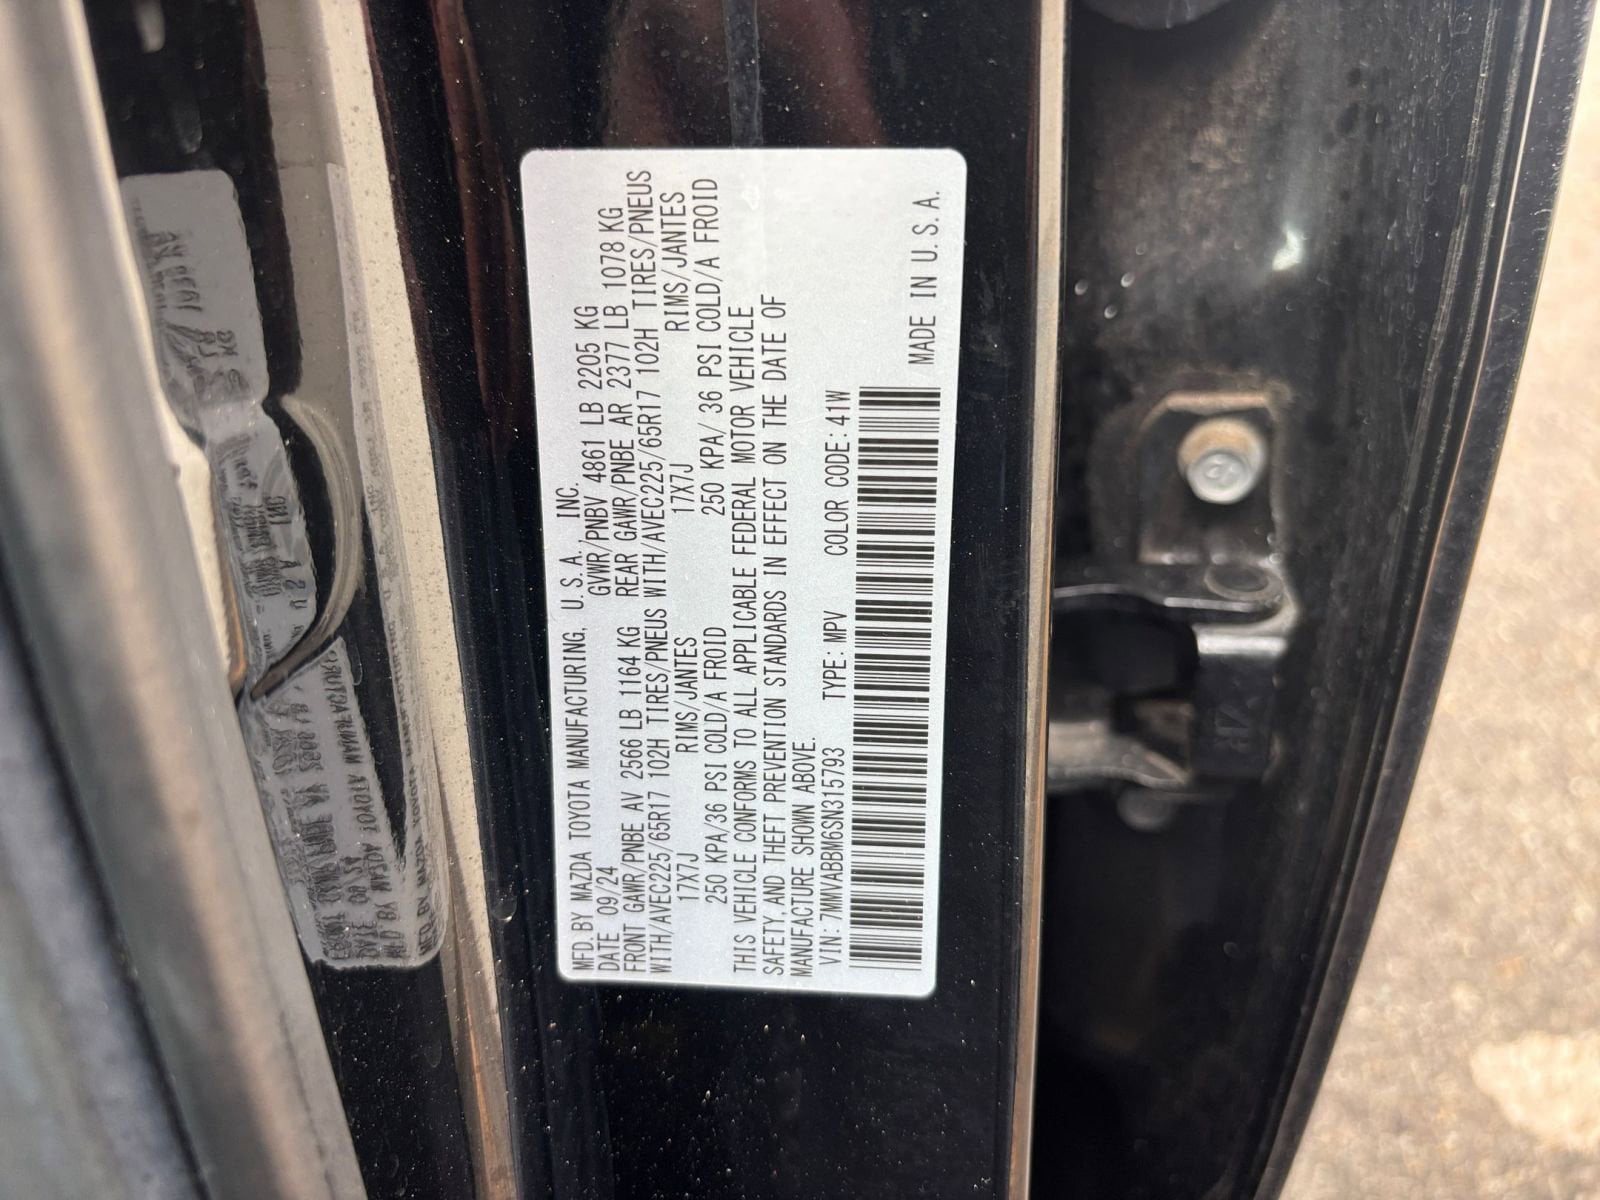 MFD. BY MAZDA TOYOTA MANUFACTURING, U.S.A., INC.
DATE 09/24 GVWR/PNBV 4861 LB 2205 KG
FRONT GAWR/PNBE AV 2566 LB 1164 KG REAR GAWR/PNBE AR 2377 LB 1078 KG
WITH/AVEC225/65R17 102H TIRES/PNEUS WITH/AVEC225/65R17 102H TIRES/PNEUS
17X7J RIMS/JANTES 17X7J RIMS/JANTES
250 KPA/36 PSI COLD/A FROID 250 KPA/ 36 PSI COLD/A FROID
THIS VEHICLE CONFORMS TO ALL APPLICABLE FEDERAL MOTOR VEHICLE
SAFETY, AND THEFT PREVENTION STANDARDS IN EFFECT ON THE DATE OF
MANUFACTURE SHOWN ABOVE.
VIN: 7MMVABBM6SN315793 TYPE: MPV COLOR CODE: 41W
MADE IN U.S.A.